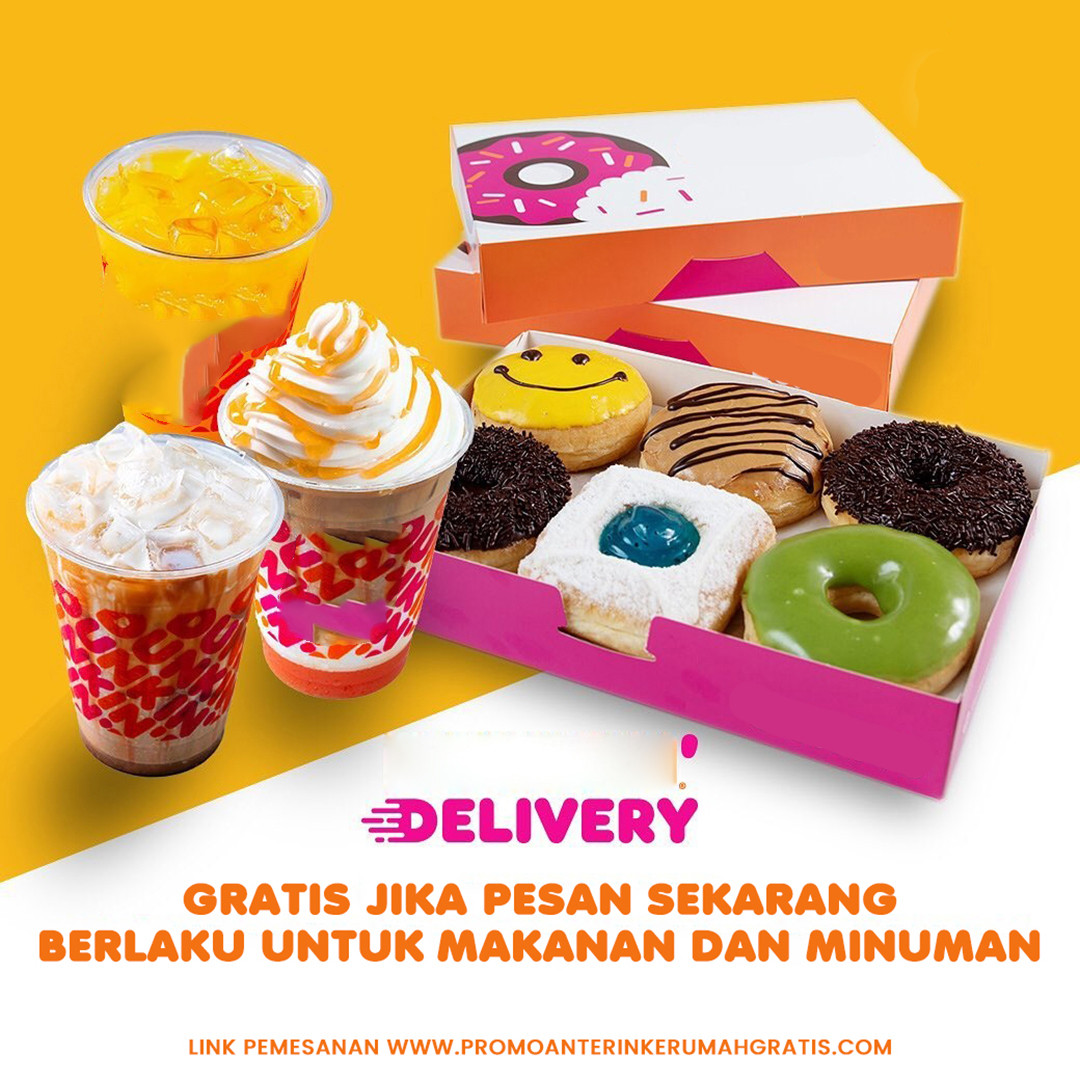 DELIVERY
GRATIS JIKA PESAN SEKARANG
BERLAKU UNTUK MAKANAN DAN MINUMAN
LINK PEMESANAN WWW.PROMOANTERINKERUMAHGRATIS.COM